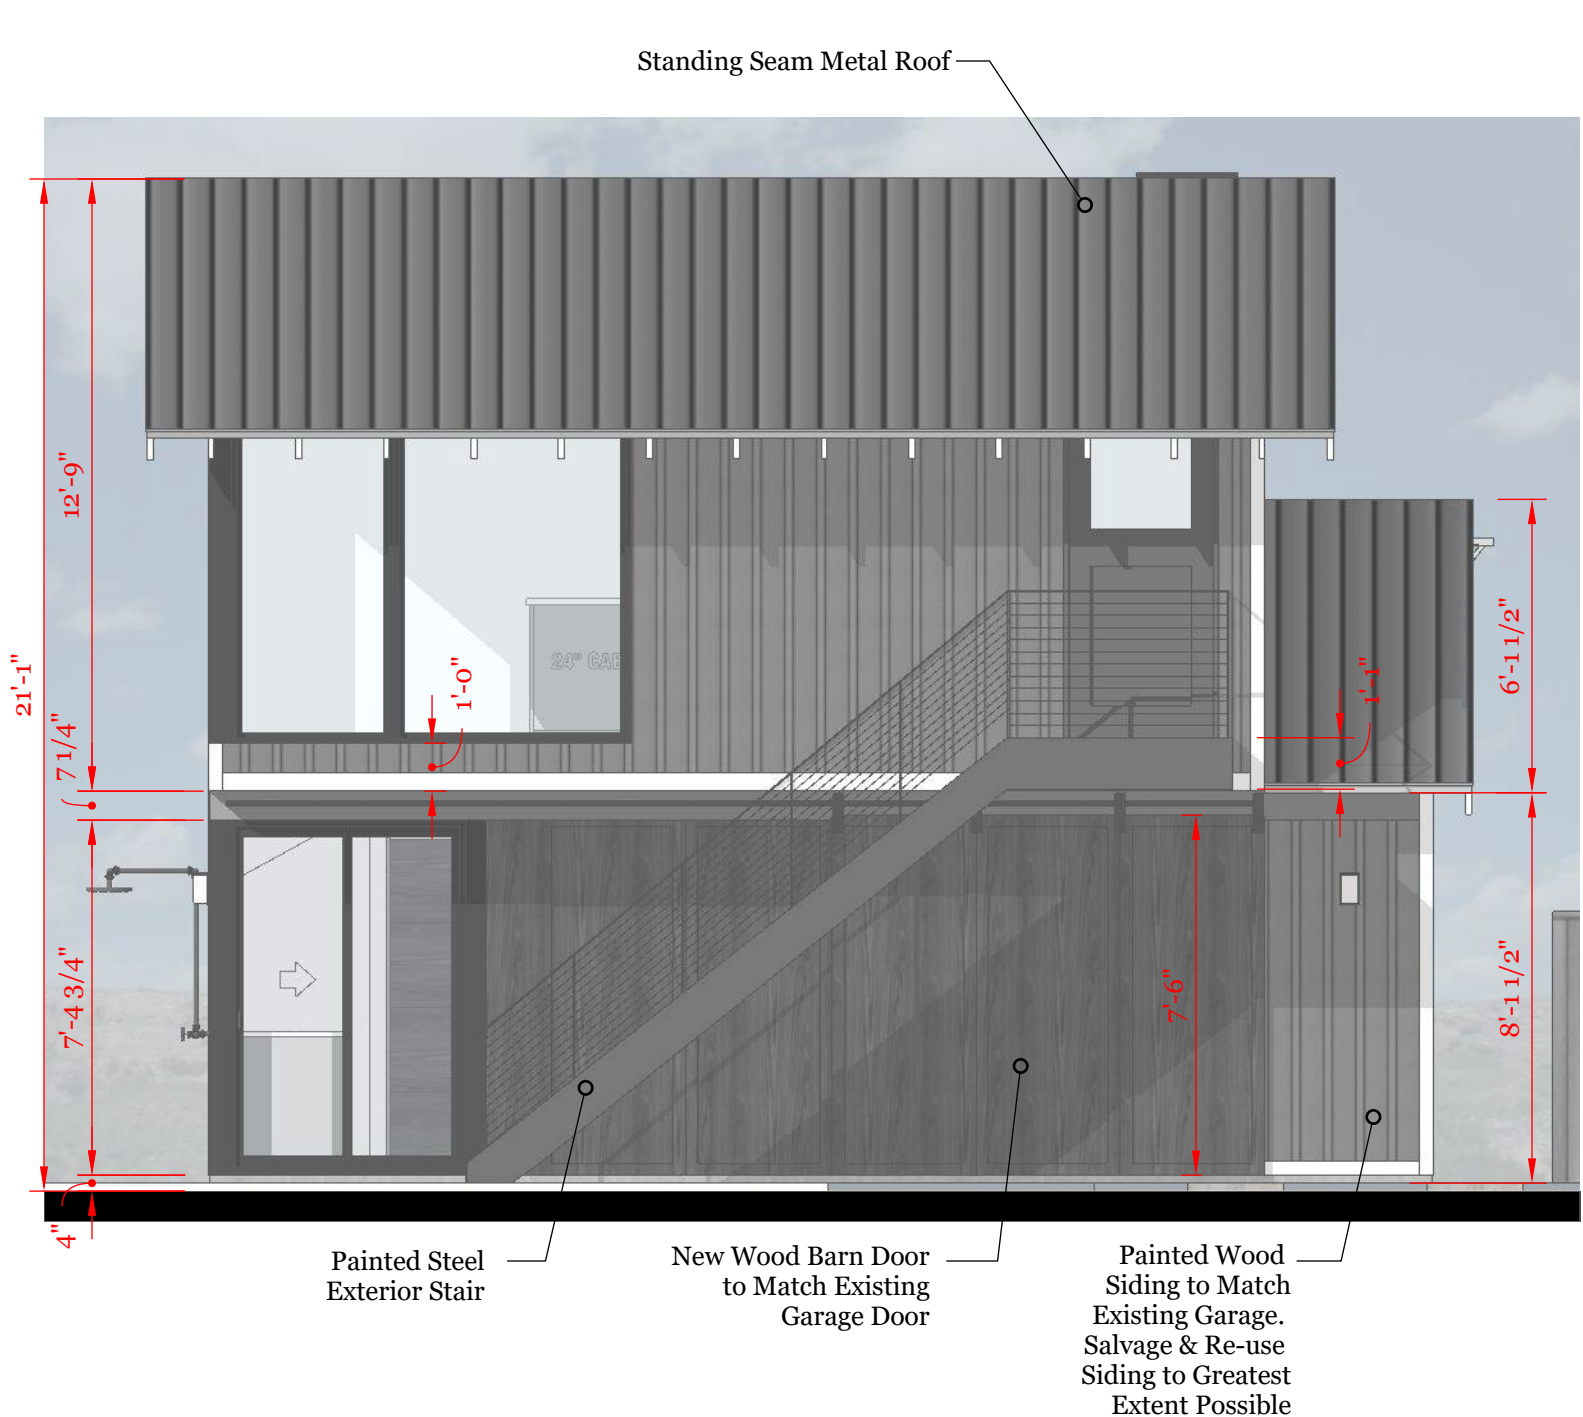 Standing Seam Metal Roof
12'-9"
21'-1"
7 1/4"
7'-4 3/4"
4"
1'-0"
24" CAB
1'-1"
6'-1 1/2"
8'-1 1/2"
7'-6"
Painted Steel
Exterior Stair
New Wood Barn Door
to Match Existing
Garage Door
Painted Wood
Siding to Match
Existing Garage.
Salvage & Re-use
Siding to Greatest
Extent Possible